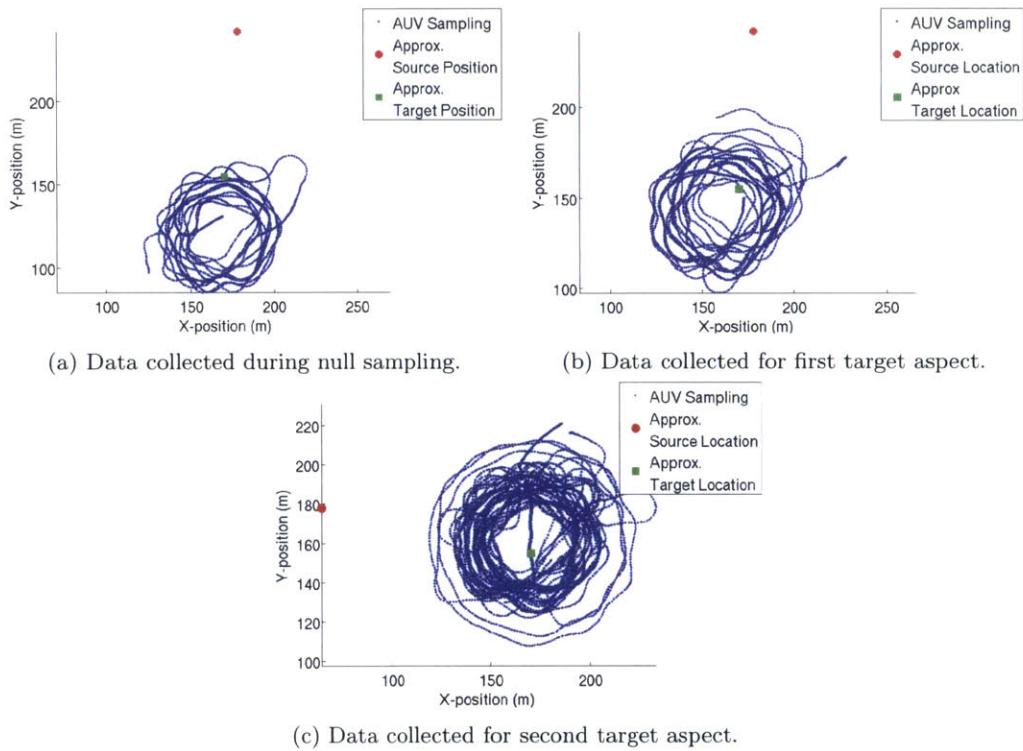 AUV Sampling
Approx.
Source Position
Approx.
Target Position
200
150
100
Y-position (m)
100
150
200
250
X-position (m)
(a) Data collected during null sampling.
AUV Sampling
Approx.
Source Location
Approx
Target Location
200
150
100
Y-position (m)
100
150
200
250
X-position (m)
(b) Data collected for first target aspect.
AUV Sampling
Approx.
Source Location
Approx.
Target Location
220
200
180
160
140
120
100
Y-position (m)
100
150
200
X-position (m)
(c) Data collected for second target aspect.